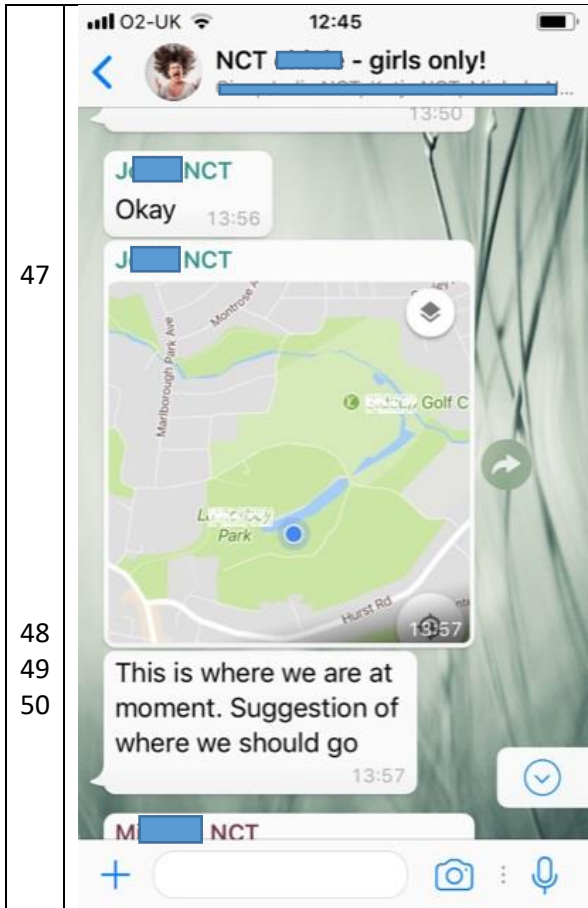 O2-UK 12:45
NCT - girls only!
13:50
J NCT
Okay 13:56
47
J NCT
Montrose
Marlborough Park Ave
Golf C
Park
Hurst Rd
13:57
48
49
50
This is where we are at
moment. Suggestion of
where we should go
13:57
Mi NCT